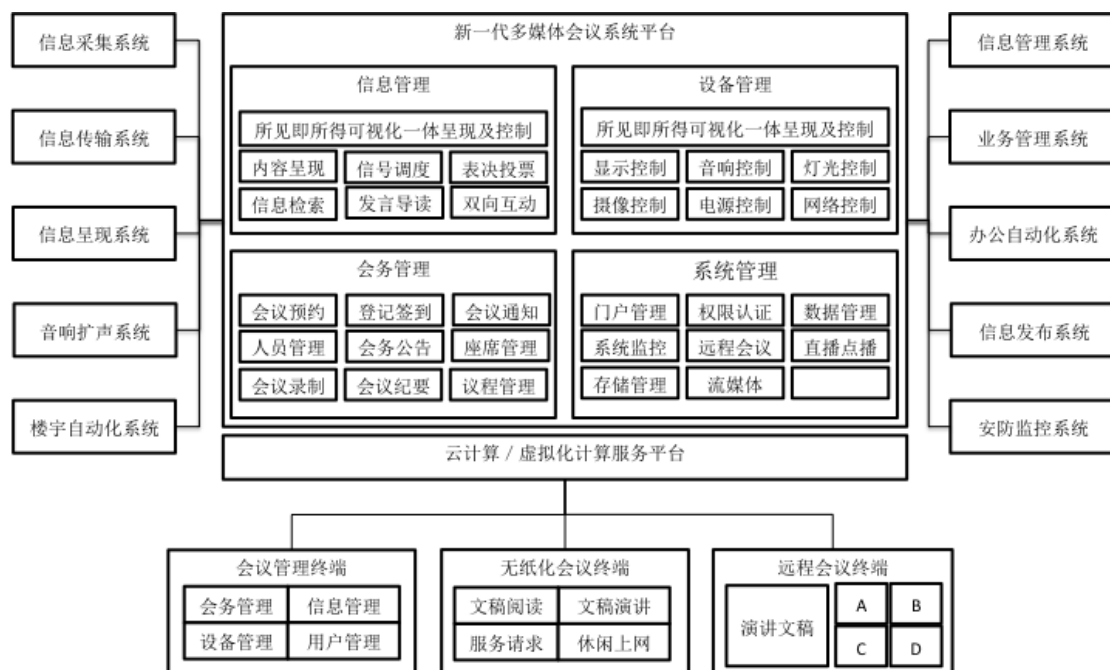 信息采集系统
信息传输系统
信息呈现系统
音响扩声系统
楼宇自动化系统
新一代多媒体会议系统平台
信息管理
所见即所得可视化一体呈现及控制
内容呈现 信号调度 表决投票
信息检索 发言导读 双向互动
设备管理
所见即所得可视化一体呈现及控制
显示控制 音响控制 灯光控制
摄像控制 电源控制 网络控制
会务管理
会议预约 登记签到 会议通知
人员管理 会务公告 座席管理
会议录制 会议纪要 议程管理
系统管理
门户管理 权限认证 数据管理
系统监控 远程会议 直播点播
存储管理 流媒体
信息管理系统
业务管理系统
办公自动化系统
信息发布系统
安防监控系统
云计算 / 虚拟化计算服务平台
会议管理终端
会务管理 信息管理
设备管理 用户管理
无纸化会议终端
文稿阅读 文稿演讲
服务请求 休闲上网
远程会议终端
演讲文稿
A B
C D